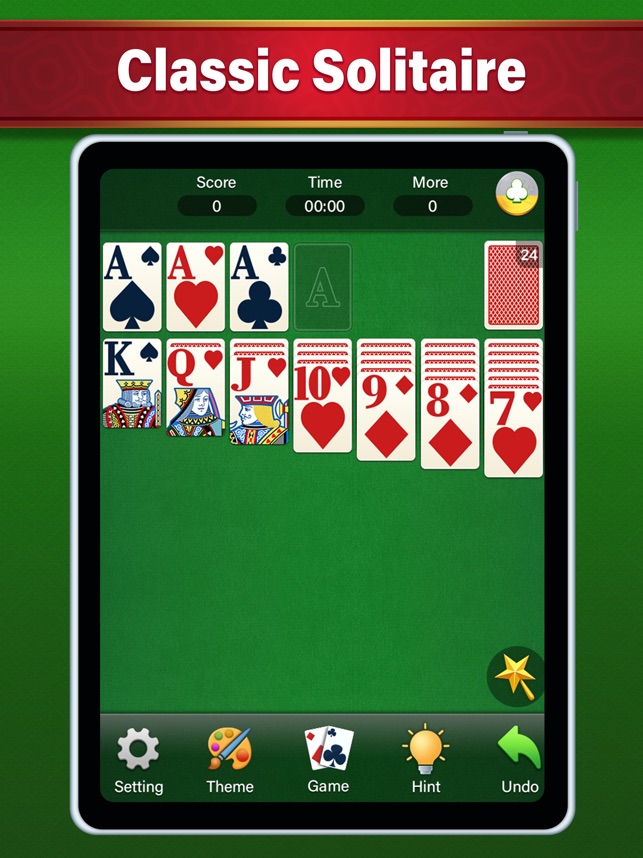 Classic Solitaire
Score Time More
0 00:00 0
A A A A 24
K Q J 10 9 8 7
Setting Theme Game Hint Undo